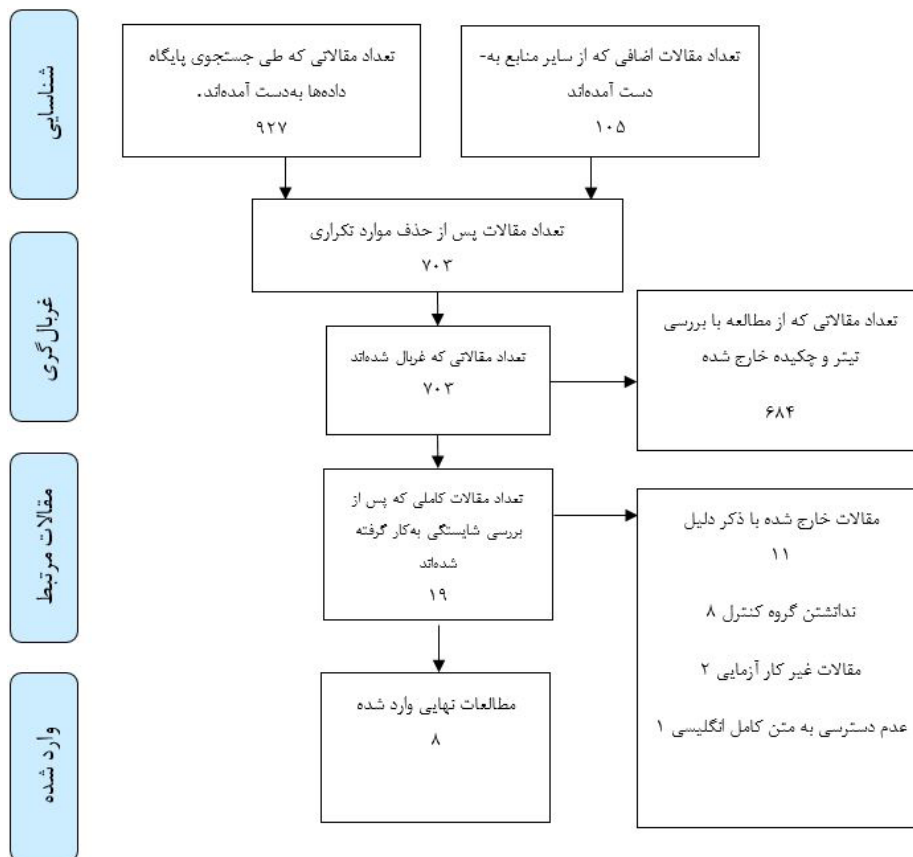 شناسایی
تعداد مقالات اضافی که از سایر منابع به-
دست آمده‌اند
۱۰۵
تعداد مقالاتی که طی جستجوی پایگاه
داده‌ها به‌دست آمده‌اند.
۹۲۷
تعداد مقالات پس از حذف موارد تکراری
۷۰۳
غربال‌گری
تعداد مقالاتی که غربال شده‌اند
۷۰۳
تعداد مقالاتی که از مطالعه با بررسی
تیتر و چکیده خارج شده
۶۸۴
مقالات مرتبط
تعداد مقالات کاملی که پس از
بررسی شایستگی به‌کار گرفته
شده‌اند
۱۹
مقالات خارج شده با ذکر دلیل
۱۱
نداشتن گروه کنترل ۸
مقالات غیر کار آزمایی ۲
عدم دسترسی به متن کامل انگلیسی ۱
وارد شده
مطالعات نهایی وارد شده
۸